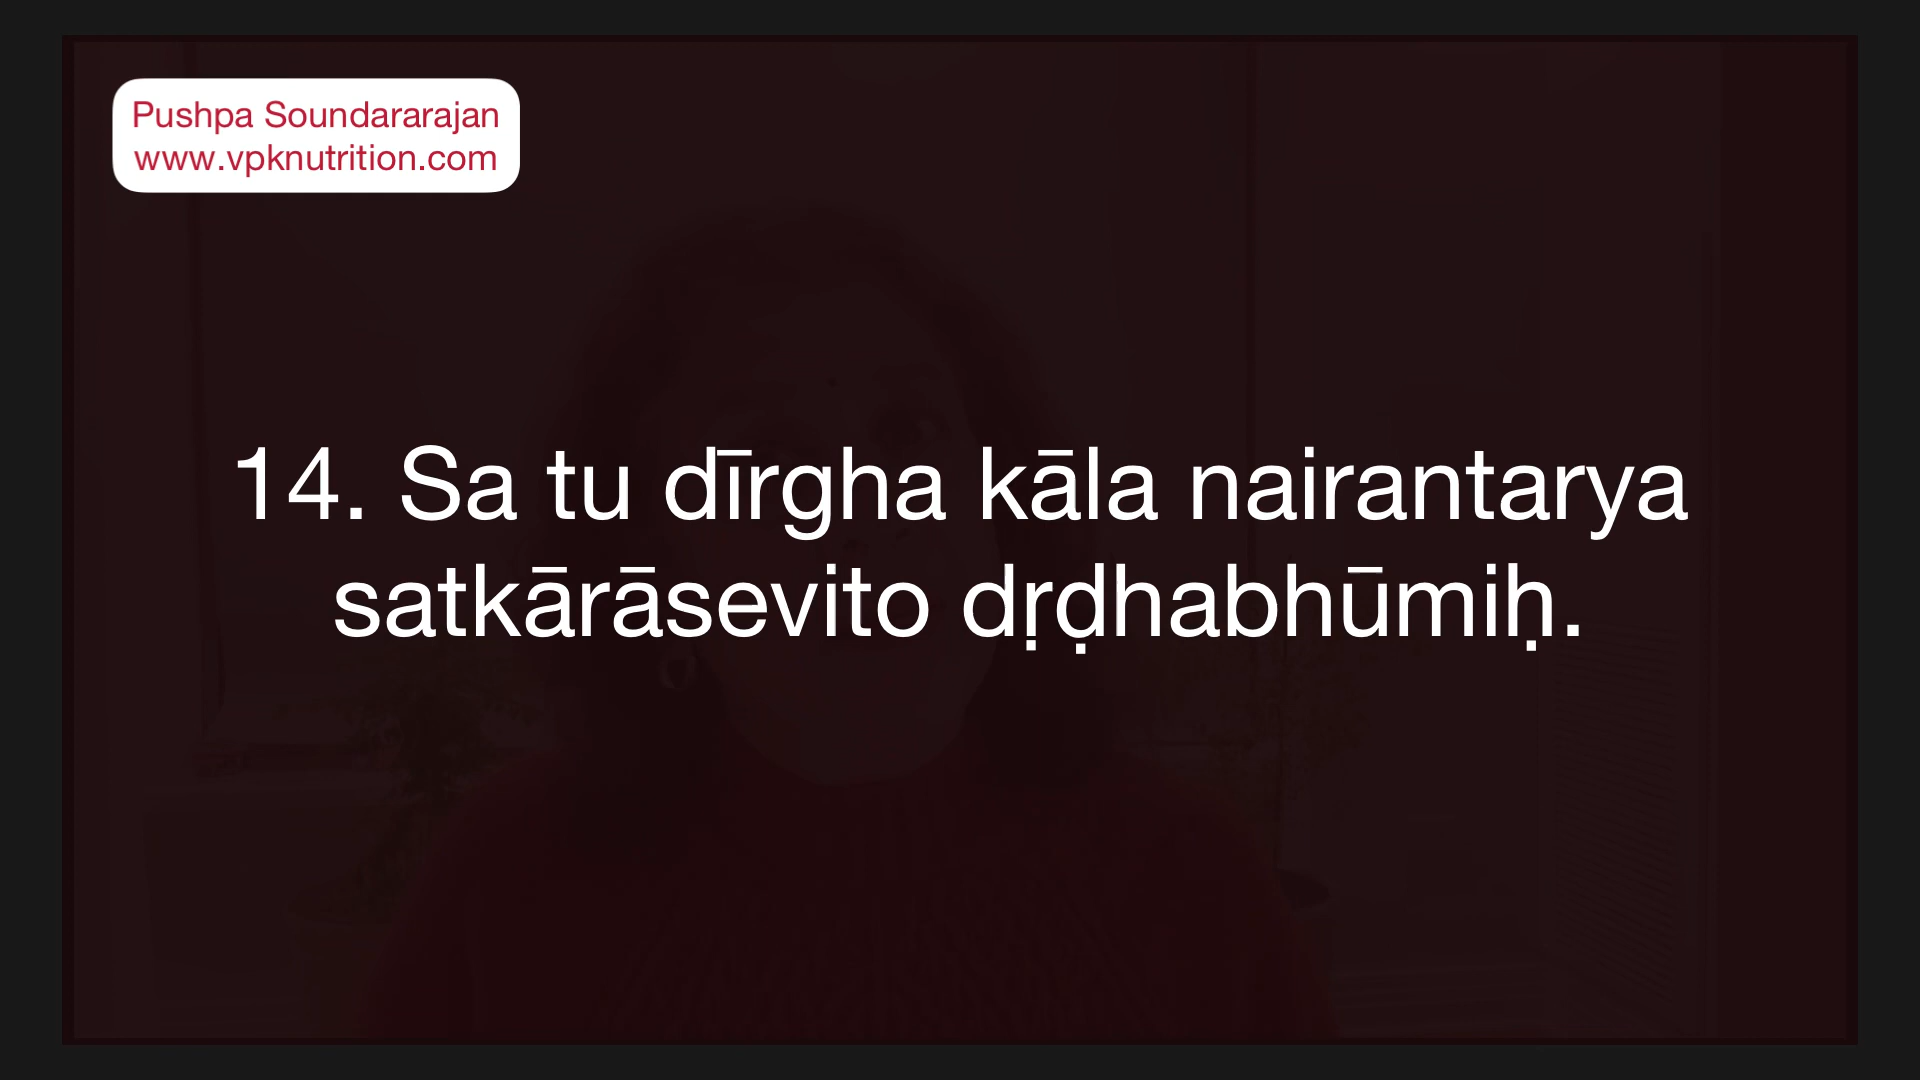 Pushpa Soundararajan
www.vpknutrition.com
14. Sa tu dīrgha kāla nairantarya
satkārāsevito dṛḍhabhūmiḥ.